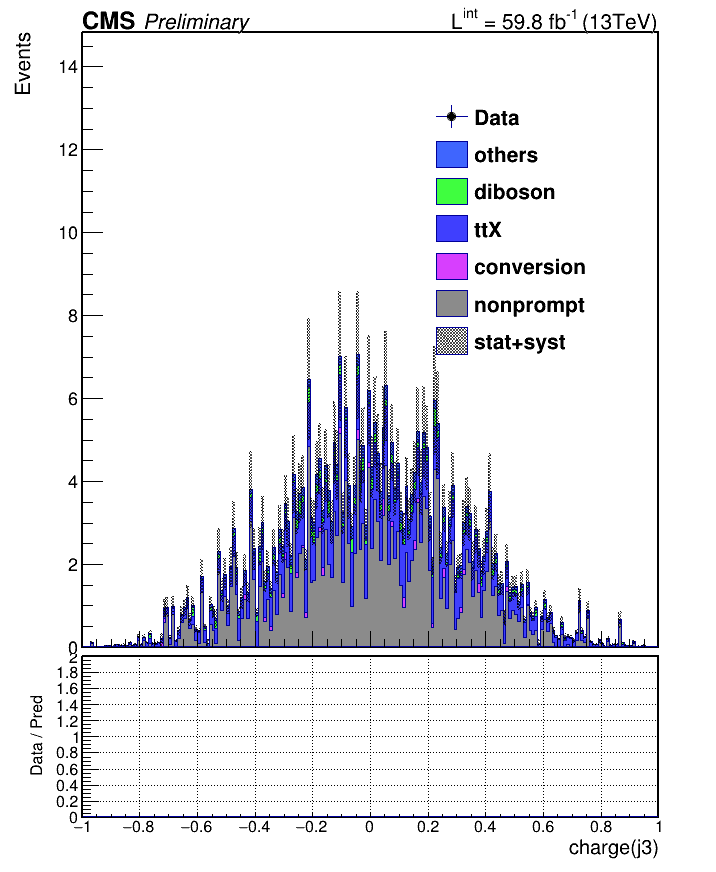 CMS Preliminary L^int = 59.8 fb^-1 (13TeV)
Events
14
12
10
8
6
4
2
0
Data
others
diboson
ttX
conversion
nonprompt
stat+syst
Data / Pred
2
1.8
1.6
1.4
1.2
1
0.8
0.6
0.4
0.2
0
−1 −0.8 −0.6 −0.4 −0.2 0 0.2 0.4 0.6 0.8 1
charge(j3)